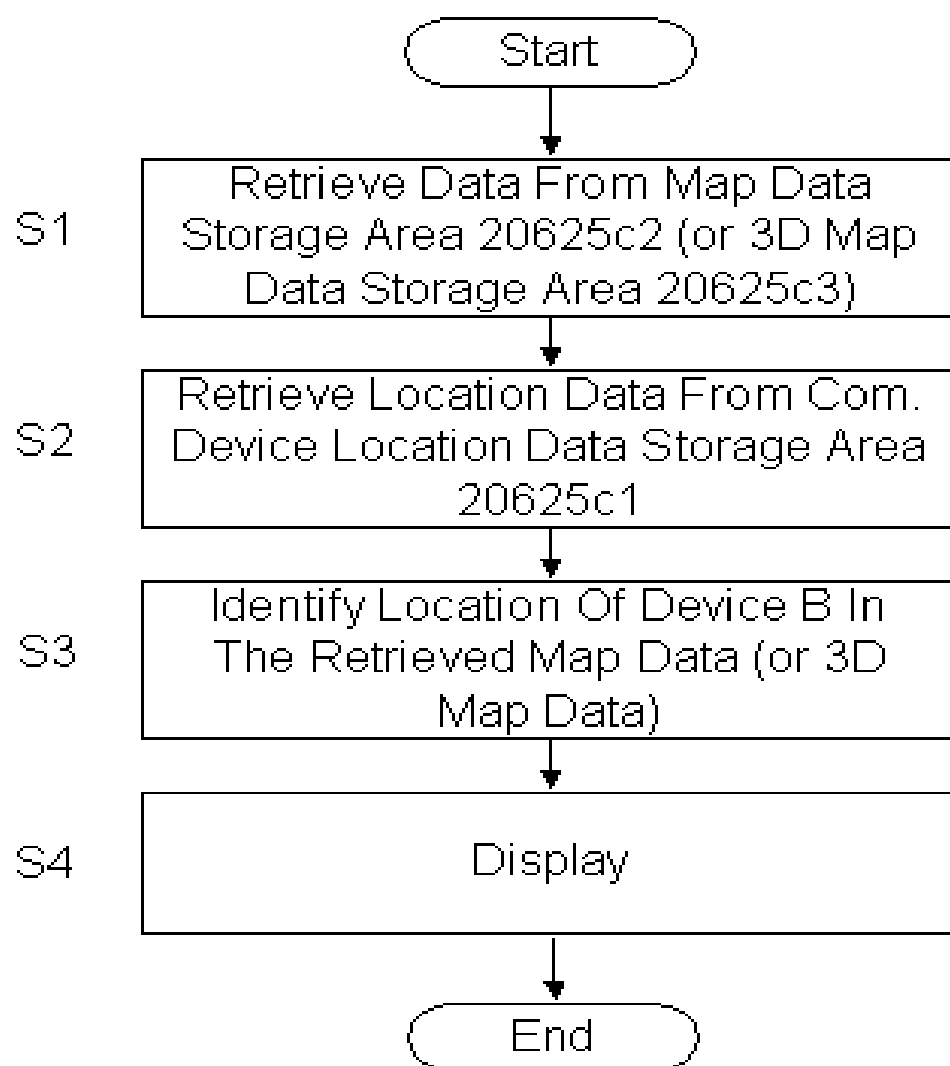 Start
S1
Retrieve Data From Map Data
Storage Area 20625c2 (or 3D Map
Data Storage Area 20625c3)
S2
Retrieve Location Data From Com.
Device Location Data Storage Area
20625c1
S3
Identify Location Of Device B In
The Retrieved Map Data (or 3D
Map Data)
S4
Display
End